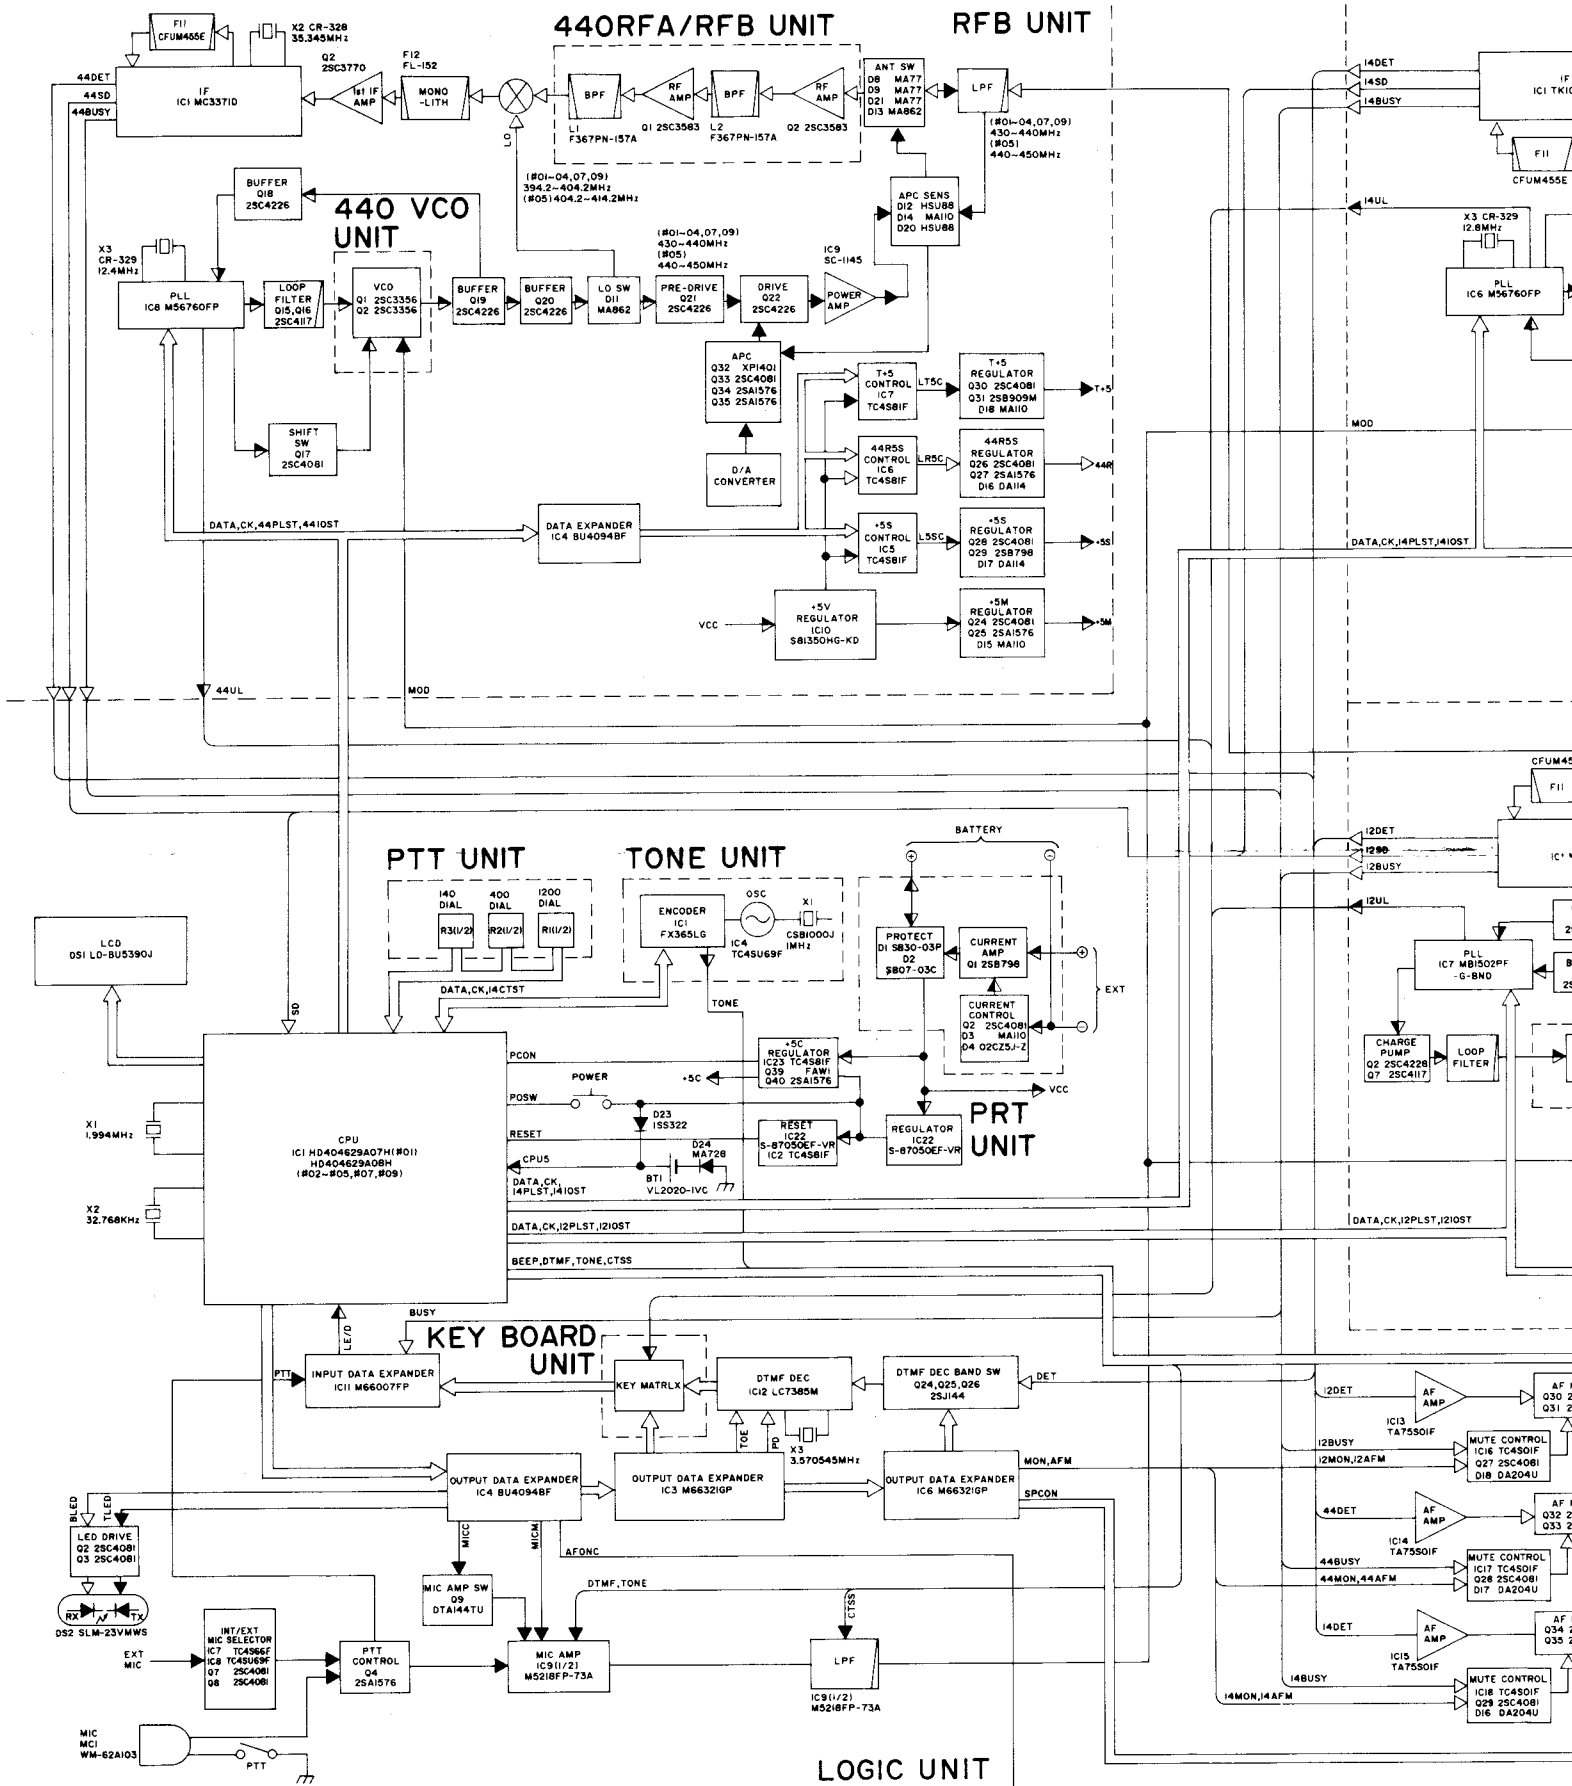 440RFA/RFB UNIT
RFB UNIT
FI1
CFUM455E
X2 CR-328
35.345MHz
Q2
2SC3770
FI2
FL-152
44DET
44SD
44BUSY
IF
IC1 MC3371D
1st IF
AMP
MONO
-LITH
LO
BPF
L1
F367PN-157A
RF
AMP
Q1 2SC3583
BPF
L2
F367PN-157A
RF
AMP
Q2 2SC3583
ANT SW
D8 MA77
D9 MA77
D21 MA77
D13 MA862
LPF
(#01~04,07,09)
430~440MHz
(#05)
440~450MHz
(#01~04,07,09)
394.2~404.2MHz
(#05)404.2~414.2MHz
BUFFER
Q18
2SC4226
440 VCO
UNIT
APC SENS
D12 HSU88
D14 MA110
D20 HSU88
X3
CR-329
12.4MHz
PLL
IC8 M56760FP
LOOP
FILTER
Q15,Q16
2SC4117
VCO
Q1 2SC3356
Q2 2SC3356
BUFFER
Q19
2SC4226
BUFFER
Q20
2SC4226
LO SW
D11
MA862
(#01~04,07,09)
430~440MHz
(#05)
440~450MHz
PRE-DRIVE
Q21
2SC4226
DRIVE
Q22
2SC4226
IC9
SC-1145
POWER
AMP
APC
Q32 XP1401
Q33 2SC4081
Q34 2SA1576
Q35 2SA1576
D/A
CONVERTER
SHIFT
SW
Q17
2SC4081
T+5
CONTROL
IC7
TC4S81F
LT5C
T+5
REGULATOR
Q30 2SC4081
Q31 2SB909M
D18 MA110
T+5
44R5S
CONTROL
IC6
TC4S81F
LR5C
44R5S
REGULATOR
Q26 2SC4081
Q27 2SA1576
D16 DA114
44R
+5S
CONTROL
IC5
TC4S81F
L5SC
+5S
REGULATOR
Q28 2SC4081
Q29 2SB798
D17 DA114
+5S
DATA,CK,44PLST,44IOST
DATA EXPANDER
IC4 BU4094BF
VCC
+5V
REGULATOR
IC10
S81350HG-KD
+5M
REGULATOR
Q24 2SC4081
Q25 2SA1576
D15 MA110
+5M
44UL
MOD
14DET
14SD
14BUSY
IF
FI1
CFUM455E
14UL
X3 CR-329
12.8MHz
PLL
IC6 M56760FP
MOD
DATA,CK,14PLST,14IOST
FI1
12DET
12SD
12BUSY
12UL
PLL
IC7 MB1502PF
-G-BND
CHARGE
PUMP
Q2 2SC4226
Q7 2SC4117
LOOP
FILTER
DATA,CK,12PLST,12IOST
PTT UNIT
140
DIAL
R3(1/2)
400
DIAL
R2(1/2)
1200
DIAL
R1(1/2)
TONE UNIT
ENCODER
IC1
FX365LG
OSC
IC4
TC4SU69F
X1
CSB1000J
1MHz
TONE
DATA,CK,14CTST
BATTERY
PROTECT
D1 SB30-03P
D2
SB07-03C
CURRENT
AMP
Q1 2SB798
CURRENT
CONTROL
Q2 2SC4081
D3 MA110
D4 02CZ5.1-Z
EXT
PRT
UNIT
LCD
DS1 LD-BU5390J
SD
X1
1.994MHz
X2
32.768KHz
CPU
IC1 HD404629A07H(#01)
HD404629A08H
(#02~#05,#07,#09)
PCON
+5C
+5C
REGULATOR
IC23 TC4S81F
Q39 FAW1
Q40 2SA1576
POSW
POWER
VCC
RESET
D23
1SS322
RESET
IC22
S-87050EF-VR
IC2 TC4S81F
REGULATOR
IC22
S-87050EF-VR
CPU5
BT1
VL2020-1VC
D24
MA728
DATA,CK,
14PLST,14IOST
DATA,CK,12PLST,12IOST
BEEP,DTMF,TONE,CTSS
LE/D
BUSY
KEY BOARD
UNIT
PTT
INPUT DATA EXPANDER
IC11 M66007FP
KEY MATRLX
DTMF DEC
IC12 LC7385M
TOE
PD
X3
3.570545MHz
DTMF DEC BAND SW
Q24,Q25,Q26
2SJ144
DET
OUTPUT DATA EXPANDER
IC4 BU4094BF
OUTPUT DATA EXPANDER
IC3 M66321GP
OUTPUT DATA EXPANDER
IC6 M66321GP
MON,AFM
SPCON
BLED
TLED
LED DRIVE
Q2 2SC4081
Q3 2SC4081
RX
TX
DS2 SLM-23VMWS
MICC
MICM
AFONC
MIC AMP SW
Q9
DTA144TU
DTMF,TONE
CTSS
EXT
MIC
INT/EXT
MIC SELECTOR
IC7 TC4S66F
IC8 TC4SU69F
Q7 2SC4081
Q8 2SC4081
PTT
CONTROL
Q4
2SA1576
MIC AMP
IC9(1/2)
M5218FP-73A
LPF
IC9(1/2)
M5218FP-73A
MIC
MC1
WM-62A103
PTT
LOGIC UNIT
12DET
AF
AMP
IC13
TA75S01F
12BUSY
12MON,12AFM
MUTE CONTROL
IC16 TC4S01F
Q27 2SC4081
D18 DA204U
44DET
AF
AMP
IC14
TA75S01F
44BUSY
44MON,44AFM
MUTE CONTROL
IC17 TC4S01F
Q28 2SC4081
D17 DA204U
14DET
AF
AMP
IC15
TA75S01F
14BUSY
14MON,14AFM
MUTE CONTROL
IC18 TC4S01F
Q29 2SC4081
D16 DA204U